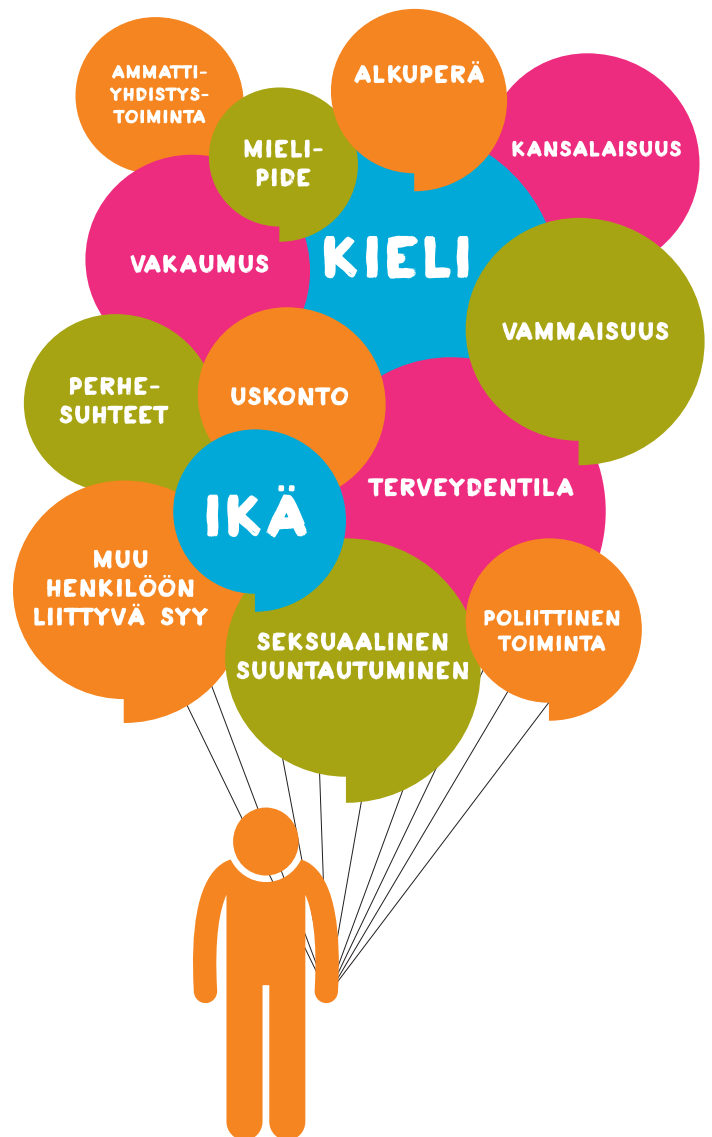 AMMATTI-
YHDISTYS-
TOIMINTA
ALKUPERÄ
MIELI-
PIDE
KANSALAISUUS
VAKAUMUS
KIELI
VAMMAISUUS
PERHE-
SUHTEET
USKONTO
TERVEYDENTILA
IKÄ
MUU
HENKILÖÖN
LIITTYVÄ SYY
SEKSUAALINEN
SUUNTAUTUMINEN
POLIITTINEN
TOIMINTA